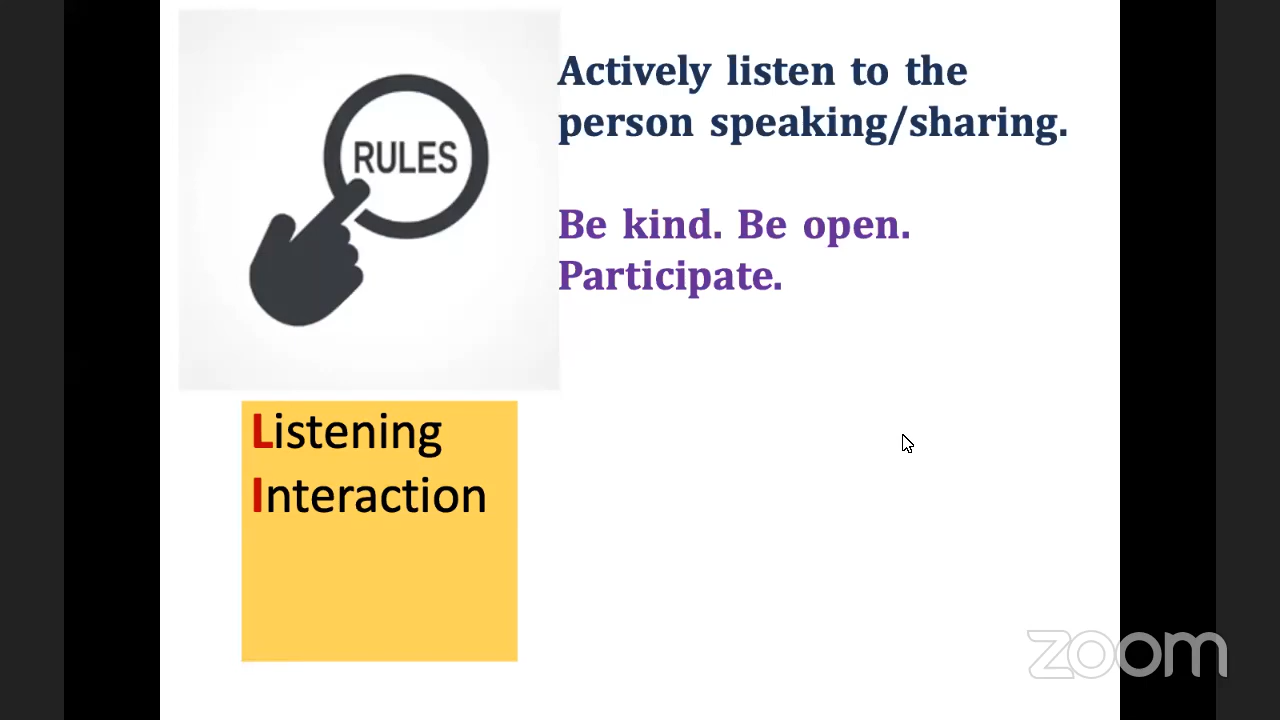 RULES
Actively listen to the
person speaking/sharing.
Be kind. Be open.
Participate.
Listening
Interaction
zoom